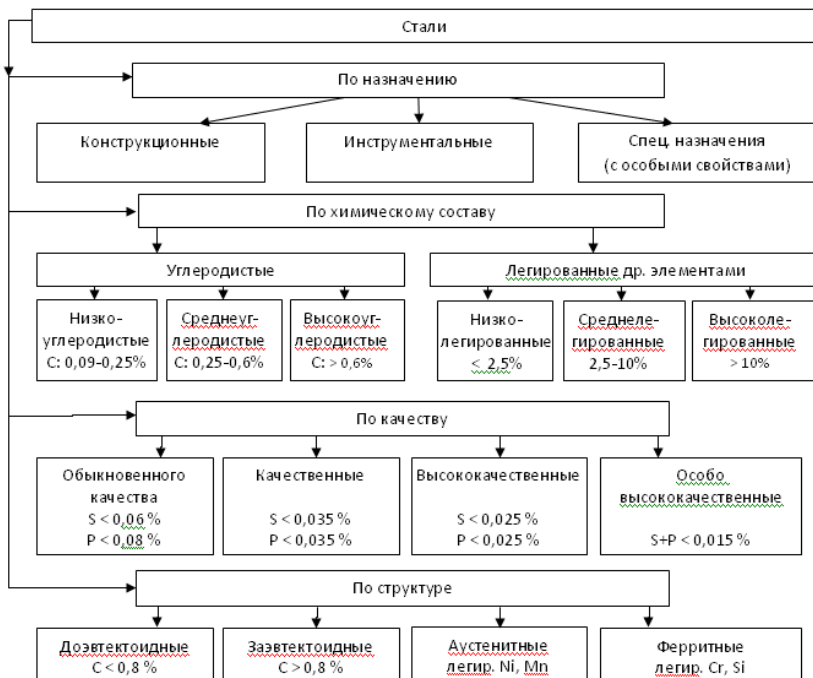 Стали
По назначению
Конструкционные
Инструментальные
Спец. назначения
(с особыми свойствами)
По химическому составу
Углеродистые
Легированные др. элементами
Низко-
углеродистые
С: 0,09-0,25%
Среднеуг-
леродистые
С: 0,25-0,6%
Высокоуг-
леродистые
С: > 0,6%
Низко-
легированные
< 2,5%
Среднеле-
гированные
2,5-10%
Высоколе-
гированные
> 10%
По качеству
Обыкновенного
качества
S < 0,06 %
P < 0,08 %
Качественные
S < 0,035 %
P < 0,035 %
Высококачественные
S < 0,025 %
P < 0,025 %
Особо
высококачественные
S+P < 0,015 %
По структуре
Доэвтектоидные
С < 0,8 %
Заэвтектоидные
С > 0,8 %
Аустенитные
легир. Ni, Mn
Ферритные
легир. Cr, Si